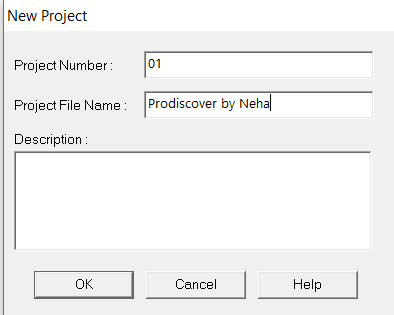 New Project
Project Number : 01
Project File Name : Prodiscover by Neha
Description :
OK Cancel Help